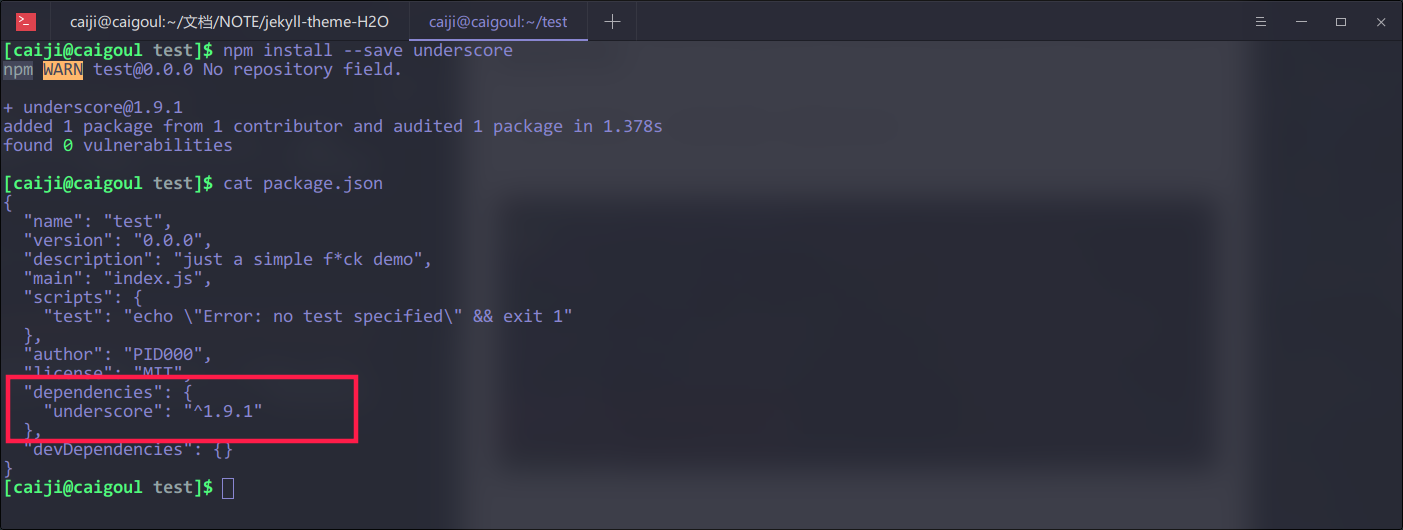 caiji@caigoul:~/文档/NOTE/jekyll-theme-H2O
caiji@caigoul:~/test
[caiji@caigoul test]$ npm install --save underscore
npm WARN test@0.0.0 No repository field.
+ underscore@1.9.1
added 1 package from 1 contributor and audited 1 package in 1.378s
found 0 vulnerabilities
[caiji@caigoul test]$ cat package.json
{
  "name": "test",
  "version": "0.0.0",
  "description": "just a simple f*ck demo",
  "main": "index.js",
  "scripts": {
    "test": "echo \"Error: no test specified\" && exit 1"
  },
  "author": "PID000",
  "license": "MIT",
  "dependencies": {
    "underscore": "^1.9.1"
  },
  "devDependencies": {}
}
[caiji@caigoul test]$